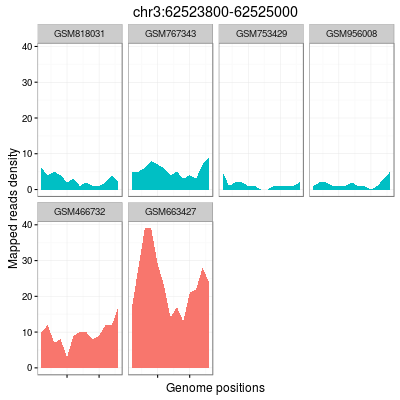 chr3:62523800-62525000
GSM818031 GSM767343 GSM753429 GSM956008
40
30
20
10
0
GSM466732 GSM663427
40
30
20
10
0
Mapped reads density
Genome positions